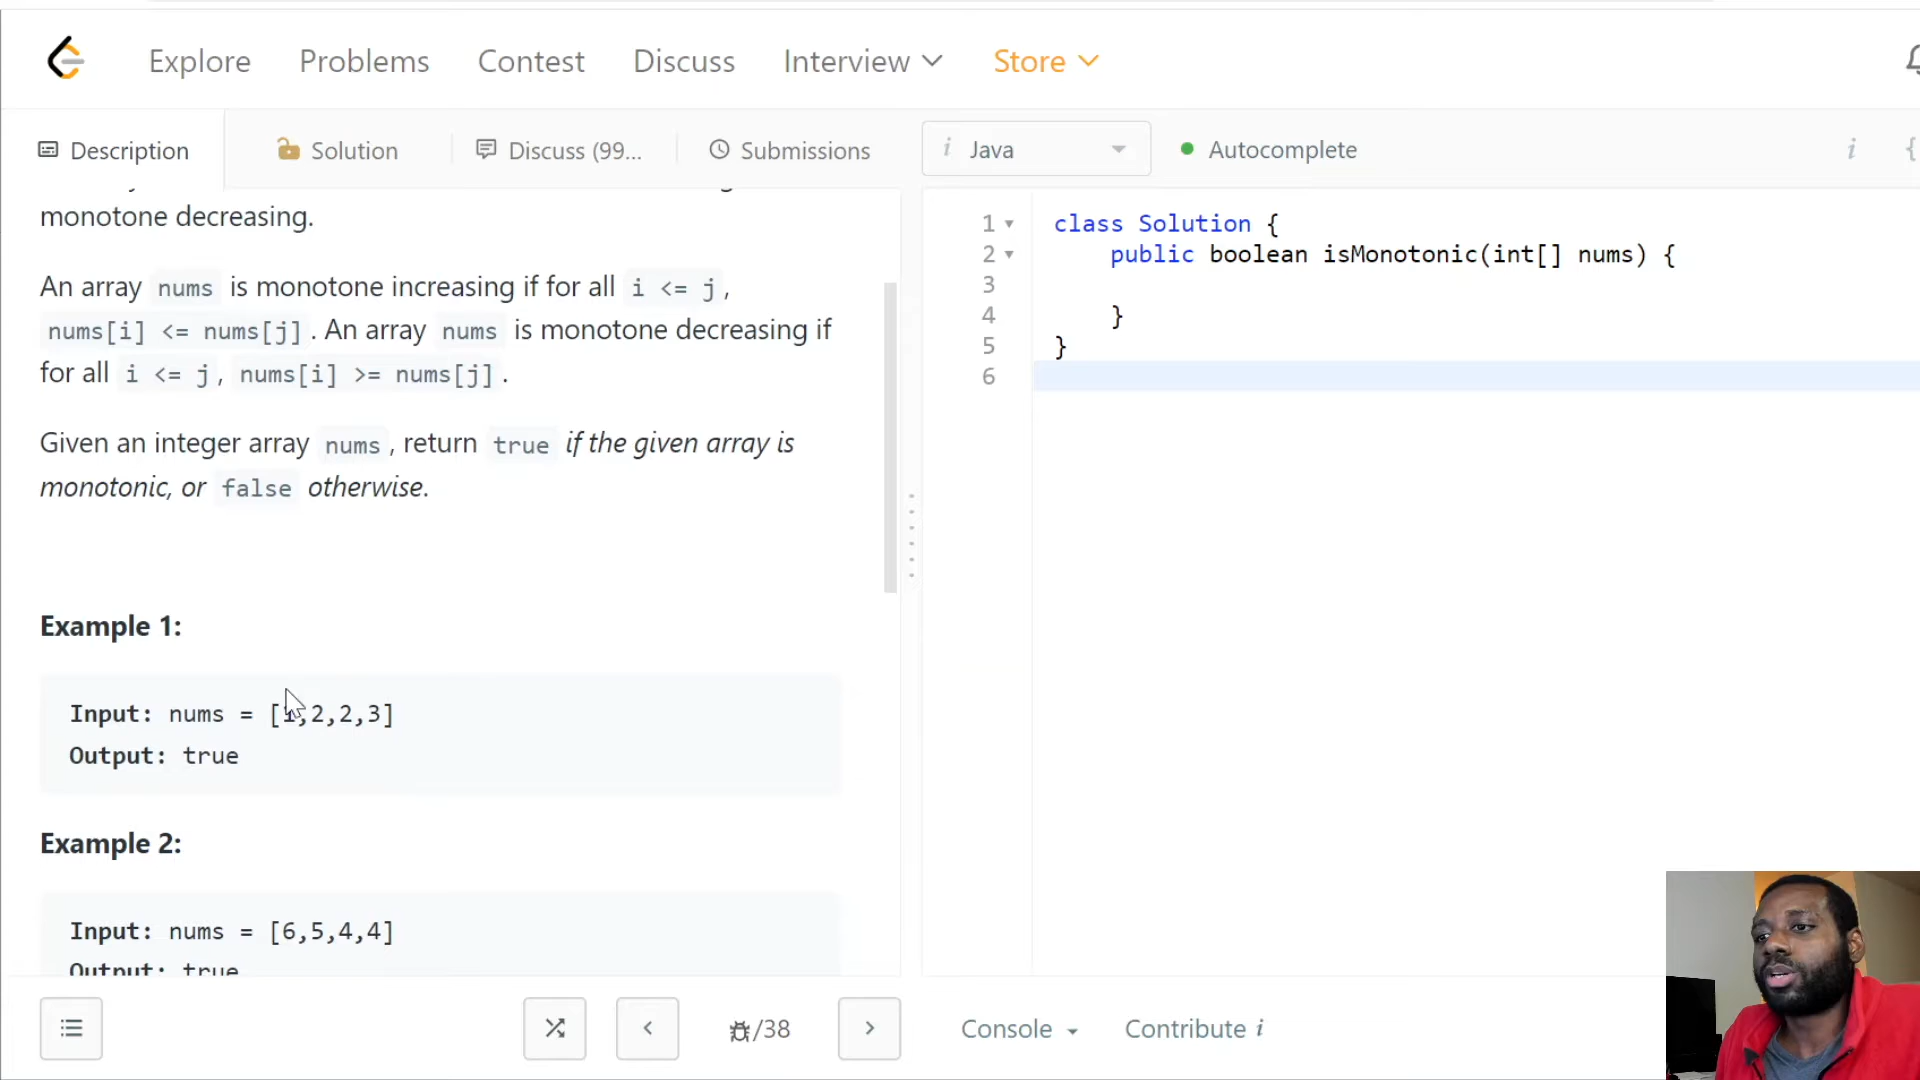 Explore Problems Contest Discuss Interview Store
Description Solution Discuss (99... Submissions
monotone decreasing.
An array nums is monotone increasing if for all i <= j,
nums[i] <= nums[j]. An array nums is monotone decreasing if
for all i <= j, nums[i] >= nums[j].
Given an integer array nums, return true if the given array is
monotonic, or false otherwise.
Example 1:
Input: nums = [1,2,2,3]
Output: true
Example 2:
Input: nums = [6,5,4,4]
Output: true
/38
i Java Autocomplete i {
1 class Solution {
2 public boolean isMonotonic(int[] nums) {
3
4 }
5 }
6
Console Contribute i